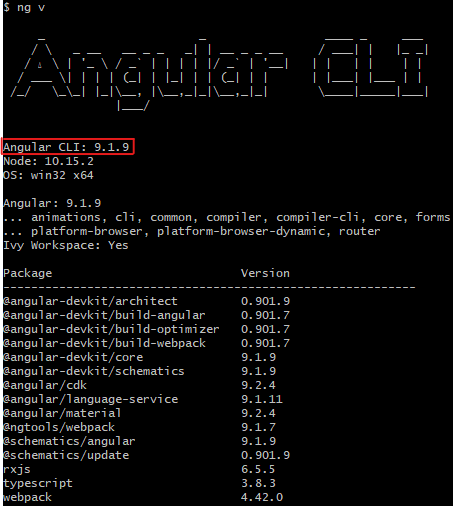 $ ng v
Angular CLI
Angular CLI: 9.1.9
Node: 10.15.2
OS: win32 x64
Angular: 9.1.9
... animations, cli, common, compiler, compiler-cli, core, forms
... platform-browser, platform-browser-dynamic, router
Ivy Workspace: Yes
Package Version
@angular-devkit/architect 0.901.9
@angular-devkit/build-angular 0.901.7
@angular-devkit/build-optimizer 0.901.7
@angular-devkit/build-webpack 0.901.7
@angular-devkit/core 9.1.9
@angular-devkit/schematics 9.1.9
@angular/cdk 9.2.4
@angular/language-service 9.1.11
@angular/material 9.2.4
@ngtools/webpack 9.1.7
@schematics/angular 9.1.9
@schematics/update 0.901.9
rxjs 6.5.5
typescript 3.8.3
webpack 4.42.0